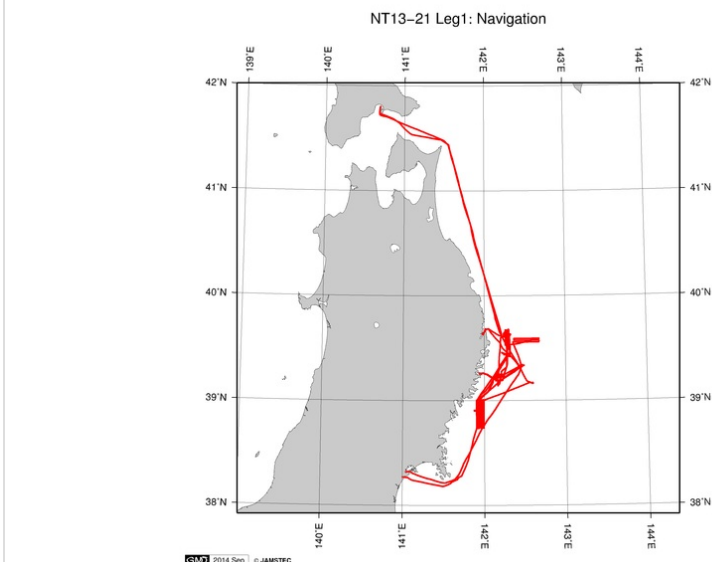 NT13−21 Leg1: Navigation
139˚E 140˚E 141˚E 142˚E 143˚E 144˚E
42˚N 42˚N
41˚N 41˚N
40˚N 40˚N
39˚N 39˚N
38˚N 38˚N
140˚E 141˚E 142˚E 143˚E 144˚E
GMD 2014 Sep © JAMSTEC